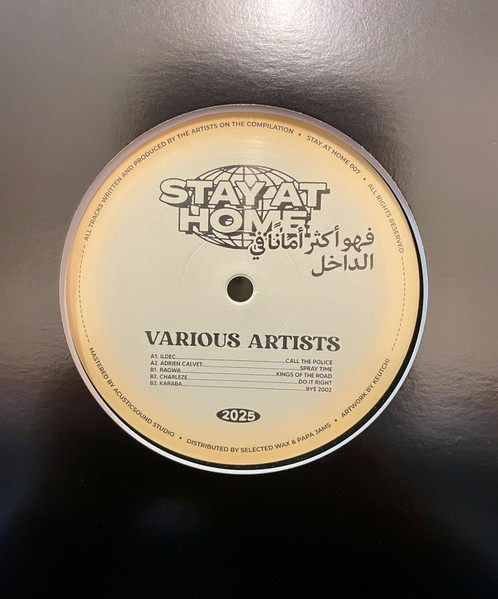 ALL TRACKS WRITTEN AND PRODUCED BY THE ARTISTS ON THE COMPILATION • STAY AT HOME 007 • ALL RIGHTS RESERVED
STAY AT
HOME
فهو أكثر أمانًا في
الداخل
VARIOUS ARTISTS
A1. ILDEC CALL THE POLICE
A2. ADRIEN CALVET SPRAY TIME
B1. RAGWA KINGS OF THE ROAD
B2. CHARLEZE DO IT RIGHT
B3. KARABA BYE 2002
2025
MASTERED BY ACUSTICSOUND STUDIO • DISTRIBUTED BY SELECTED WAX & PAPA JAMS • ARTWORK BY KEUTCHI